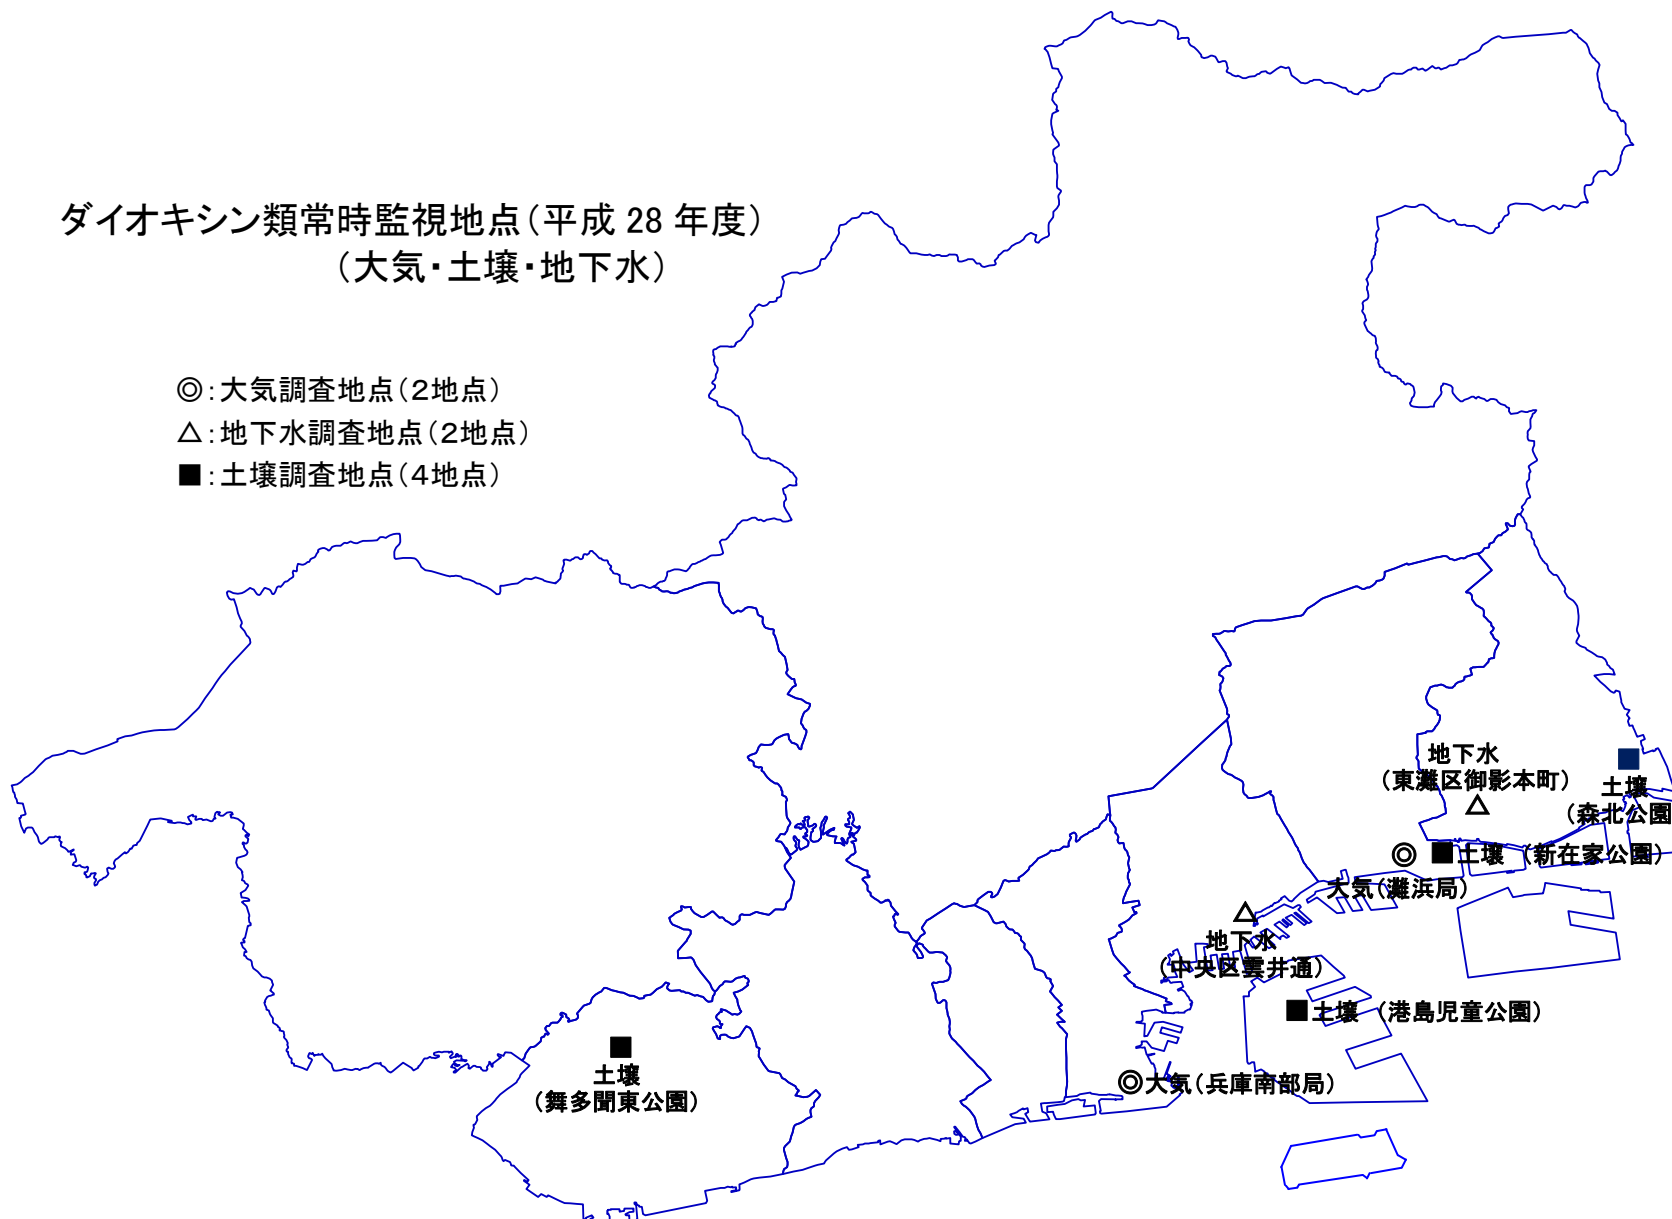 ダイオキシン類常時監視地点（平成 28 年度）
（大気・土壌・地下水）
◎：大気調査地点（２地点）
△：地下水調査地点（２地点）
■：土壌調査地点（４地点）
地下水
（東灘区御影本町）
土壌
（森北公園
土壌 （新在家公園）
大気（灘浜局）
地下水
（中央区雲井通）
土壌 （港島児童公園）
土壌
（舞多聞東公園）
大気（兵庫南部局）